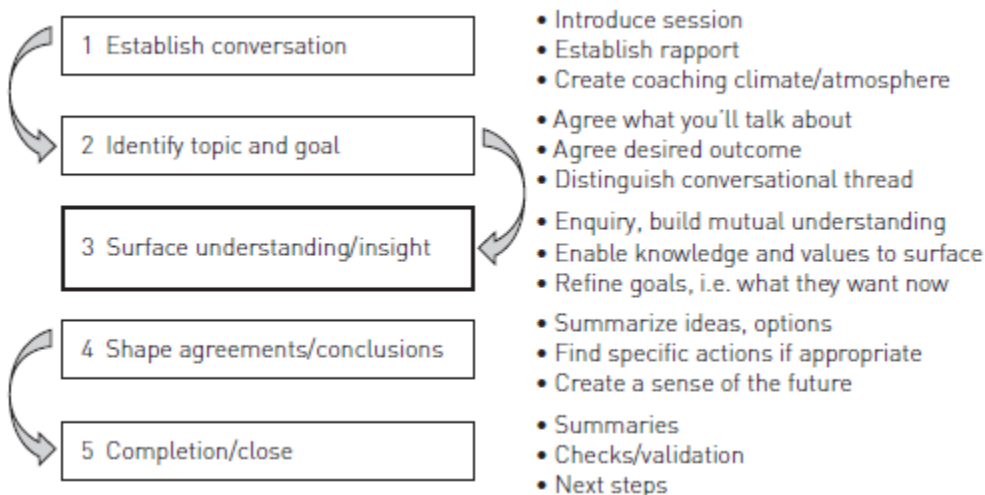 1 Establish conversation
• Introduce session
• Establish rapport
• Create coaching climate/atmosphere
2 Identify topic and goal
• Agree what you'll talk about
• Agree desired outcome
• Distinguish conversational thread
3 Surface understanding/insight
• Enquiry, build mutual understanding
• Enable knowledge and values to surface
• Refine goals, i.e. what they want now
4 Shape agreements/conclusions
• Summarize ideas, options
• Find specific actions if appropriate
• Create a sense of the future
5 Completion/close
• Summaries
• Checks/validation
• Next steps